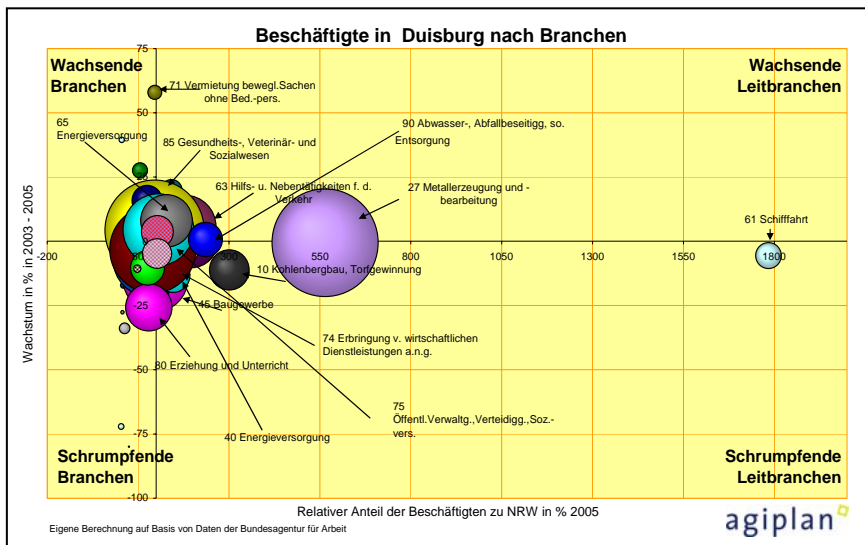 Beschäftigte in Duisburg nach Branchen
75
Wachsende
Branchen
Wachsende
Leitbranchen
71 Vermietung bewegl.Sachen
ohne Bed.-pers.
50
65
Energieversorgung
90 Abwasser-, Abfallbeseitigg, so.
Entsorgung
85 Gesundheits-, Veterinär- und
Sozialwesen
25
63 Hilfs- u. Nebentätigkeiten f. d.
Verkehr
27 Metallerzeugung und -
bearbeitung
61 Schifffahrt
-200
300
550
800
1050
1300
1550
1800
10 Kohlenbergbau, Torfgewinnung
-25
45 Baugewerbe
74 Erbringung v. wirtschaftlichen
Dienstleistungen a.n.g.
-50
80 Erziehung und Unterricht
75
Öffentl.Verwaltg.,Verteidigg.,Soz.-
vers.
40 Energieversorgung
-75
Schrumpfende
Branchen
Schrumpfende
Leitbranchen
-100
Wachstum in % in 2003 - 2005
Relativer Anteil der Beschäftigten zu NRW in % 2005
Eigene Berechnung auf Basis von Daten der Bundesagentur für Arbeit
agiplan